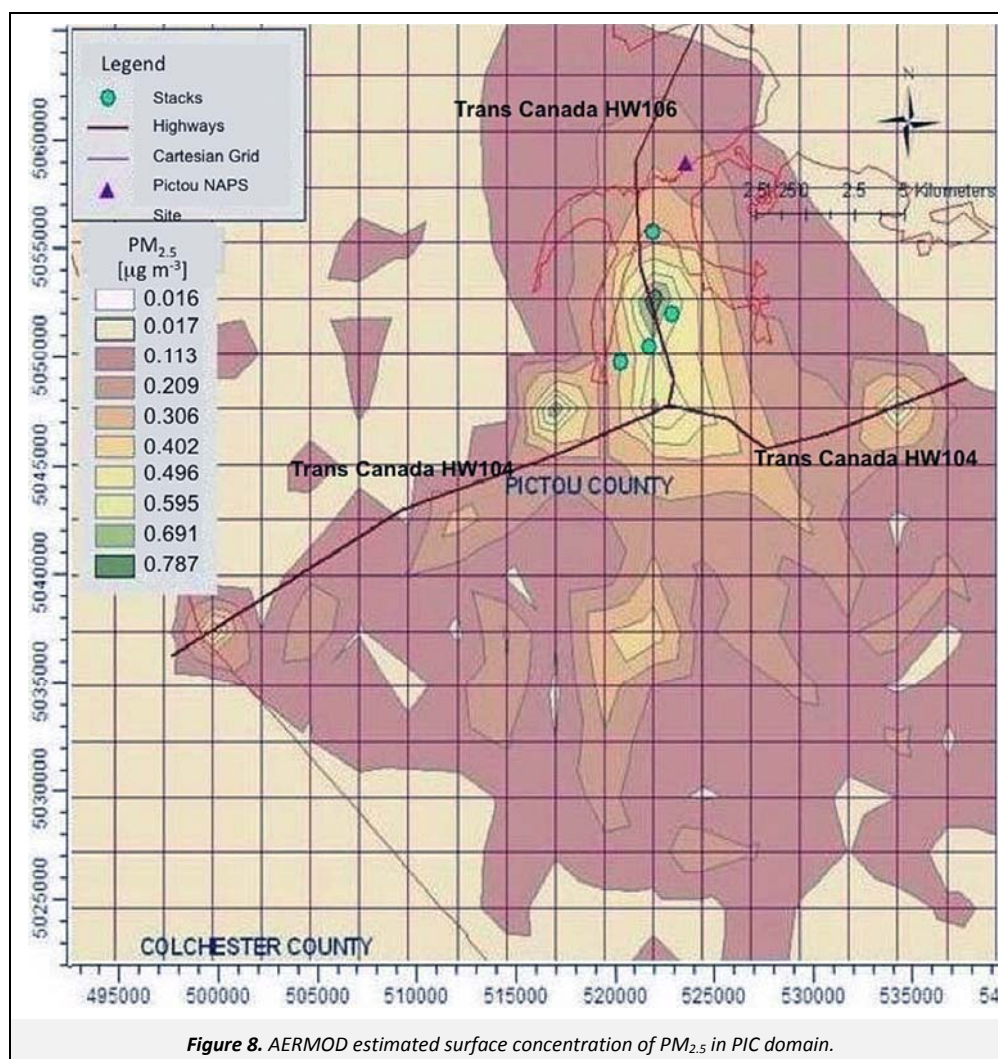 Legend
Stacks
Highways
Cartesian Grid
Pictou NAPS
Site
PM2.5
[µg m-3]
0.016
0.017
0.113
0.209
0.306
0.402
0.496
0.595
0.691
0.787
Trans Canada HW106
N
2.5 5 Kilometers
Trans Canada HW104
Trans Canada HW104
PICTOU COUNTY
COLCHESTER COUNTY
5060000
5055000
5050000
5045000
5040000
5035000
5030000
5025000
495000 500000 505000 510000 515000 520000 525000 530000 535000 54
Figure 8. AERMOD estimated surface concentration of PM2.5 in PIC domain.